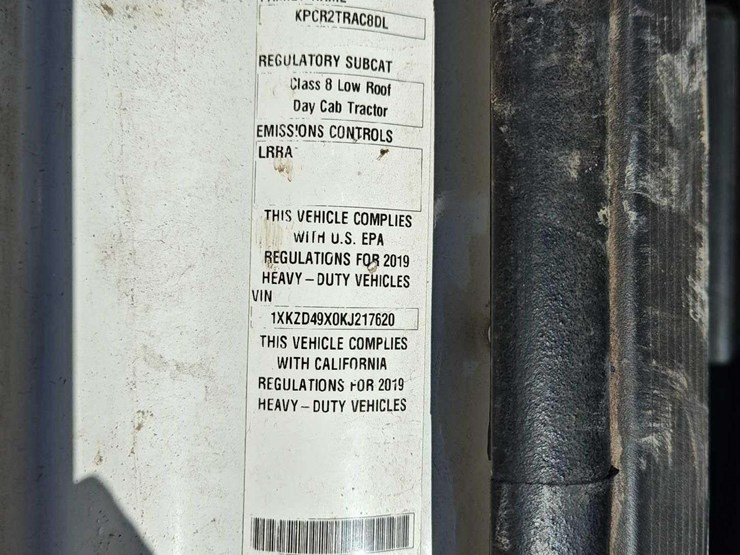 KPCR2TRAC8DL
REGULATORY SUBCAT
Class 8 Low Roof
Day Cab Tractor
EMISSIONS CONTROLS
LRRA
THIS VEHICLE COMPLIES
WITH U.S. EPA
REGULATIONS FOR 2019
HEAVY-DUTY VEHICLES
VIN
1XKZD49X0KJ217620
THIS VEHICLE COMPLIES
WITH CALIFORNIA
REGULATIONS FOR 2019
HEAVY-DUTY VEHICLES